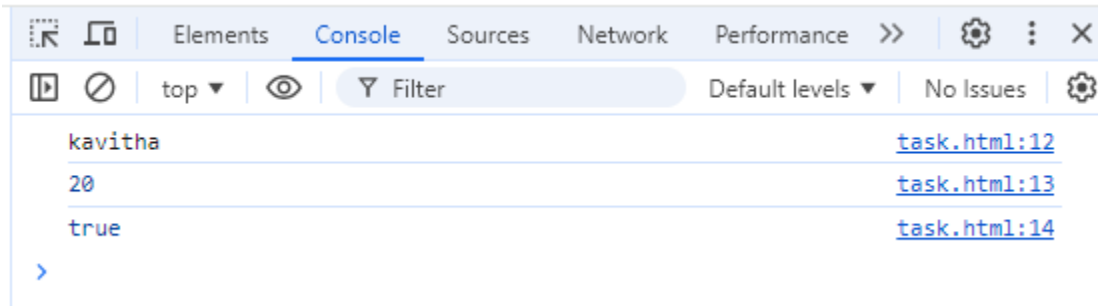 Elements Console Sources Network Performance
top Filter Default levels No Issues
kavitha task.html:12
20 task.html:13
true task.html:14